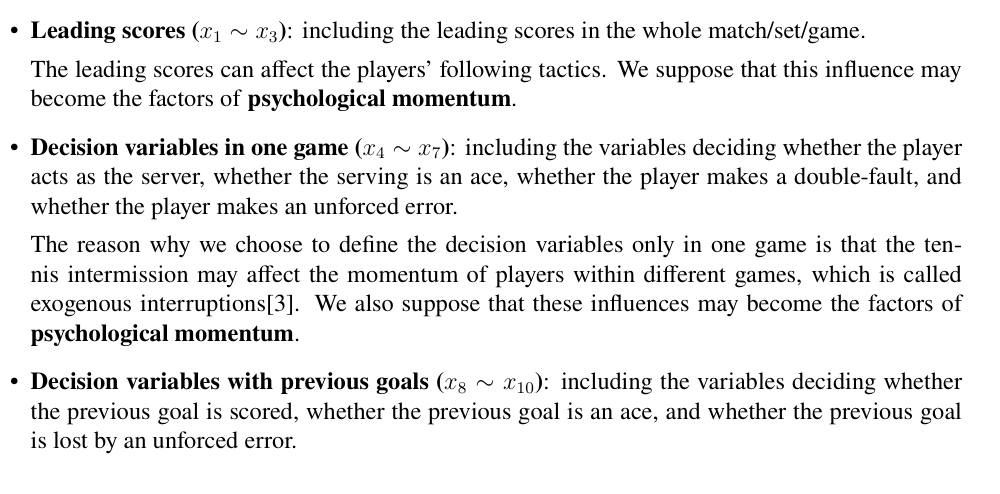 • Leading scores (x₁ ∼ x₃): including the leading scores in the whole match/set/game.
The leading scores can affect the players' following tactics. We suppose that this influence may
become the factors of psychological momentum.
• Decision variables in one game (x₄ ∼ x₇): including the variables deciding whether the player
acts as the server, whether the serving is an ace, whether the player makes a double-fault, and
whether the player makes an unforced error.
The reason why we choose to define the decision variables only in one game is that the ten-
nis intermission may affect the momentum of players within different games, which is called
exogenous interruptions[3]. We also suppose that these influences may become the factors of
psychological momentum.
• Decision variables with previous goals (x₈ ∼ x₁₀): including the variables deciding whether
the previous goal is scored, whether the previous goal is an ace, and whether the previous goal
is lost by an unforced error.